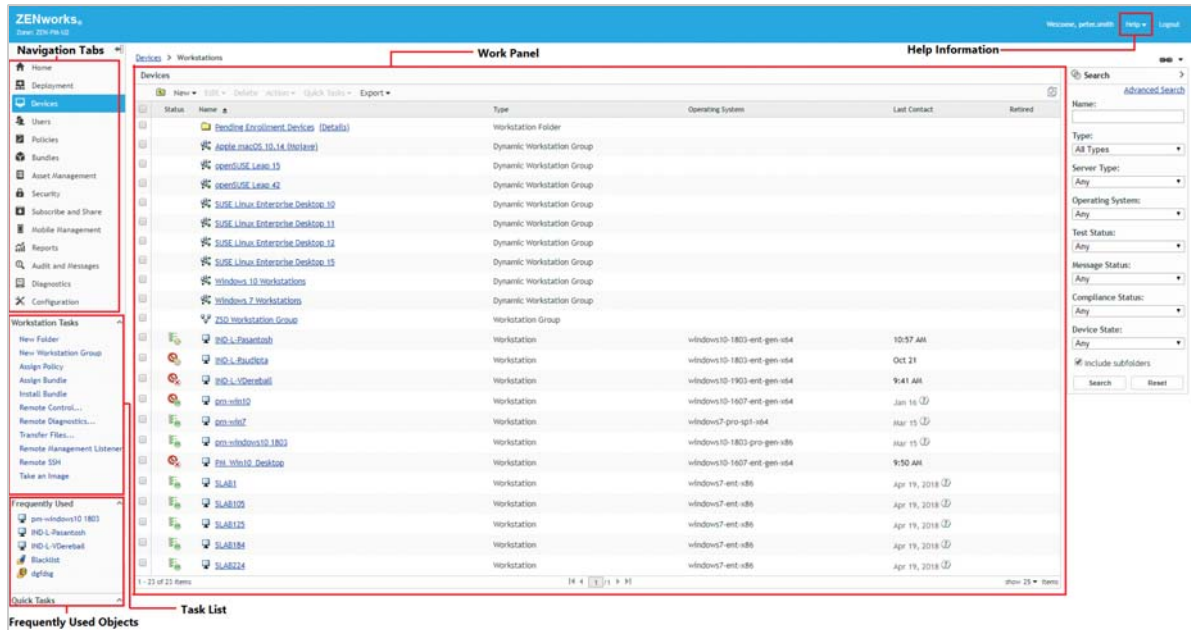 ZENworks.
Zone: ZEN-PM-U2
Welcome, peter.smith Help Logout
Navigation Tabs
Work Panel
Help Information
Home
Deployment
Devices
Users
Policies
Bundles
Asset Management
Security
Subscribe and Share
Mobile Management
Reports
Audit and Messages
Diagnostics
Configuration
Workstation Tasks
New Folder
New Workstation Group
Assign Policy
Assign Bundle
Install Bundle
Remote Control...
Remote Diagnostics...
Transfer Files...
Remote Management Listener
Remote SSH
Take an Image
Frequently Used
pm-windows10 1803
IND-L-Pasantosh
IND-L-VDereball
Blacklist
dgfdsg
Quick Tasks
Frequently Used Objects
Task List
Devices > Workstations
Devices
New Edit Delete Action Quick Tasks Export
Status Name Type Operating System Last Contact Retired
Pending Enrollment Devices (Details) Workstation Folder
Apple macOS 10.14 (Mojave) Dynamic Workstation Group
openSUSE Leap 15 Dynamic Workstation Group
openSUSE Leap 42 Dynamic Workstation Group
SUSE Linux Enterprise Desktop 10 Dynamic Workstation Group
SUSE Linux Enterprise Desktop 11 Dynamic Workstation Group
SUSE Linux Enterprise Desktop 12 Dynamic Workstation Group
SUSE Linux Enterprise Desktop 15 Dynamic Workstation Group
Windows 10 Workstations Dynamic Workstation Group
Windows 7 Workstations Dynamic Workstation Group
ZSD Workstation Group Workstation Group
IND-L-Pasantosh Workstation windows10-1803-ent-gen-x64 10:57 AM
IND-L-Psudipta Workstation windows10-1803-ent-gen-x64 Oct 21
IND-L-VDereball Workstation windows10-1903-ent-gen-x64 9:41 AM
pm-win10 Workstation windows10-1607-ent-gen-x64 Jan 16
pm-win7 Workstation windows7-pro-sp1-x64 Mar 15
pm-windows10 1803 Workstation windows10-1803-pro-gen-x86 Mar 15
PM_Win10_Desktop Workstation windows10-1607-ent-gen-x64 9:50 AM
SLAB1 Workstation windows7-ent-x86 Apr 19, 2018
SLAB105 Workstation windows7-ent-x86 Apr 19, 2018
SLAB125 Workstation windows7-ent-x86 Apr 19, 2018
SLAB184 Workstation windows7-ent-x86 Apr 19, 2018
SLAB224 Workstation windows7-ent-x86 Apr 19, 2018
1 - 23 of 23 items
1 / 1
show 25 items
Search
Advanced Search
Name:
Type:
All Types
Server Type:
Any
Operating System:
Any
Test Status:
Any
Message Status:
Any
Compliance Status:
Any
Device State:
Any
Include subfolders
Search Reset